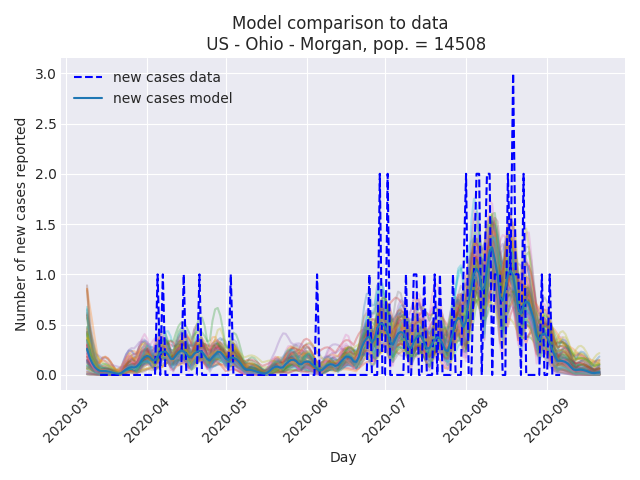 Model comparison to data
US - Ohio - Morgan, pop. = 14508
new cases data
new cases model
Number of new cases reported
3.0
2.5
2.0
1.5
1.0
0.5
0.0
2020-03
2020-04
2020-05
2020-06
2020-07
2020-08
2020-09
Day